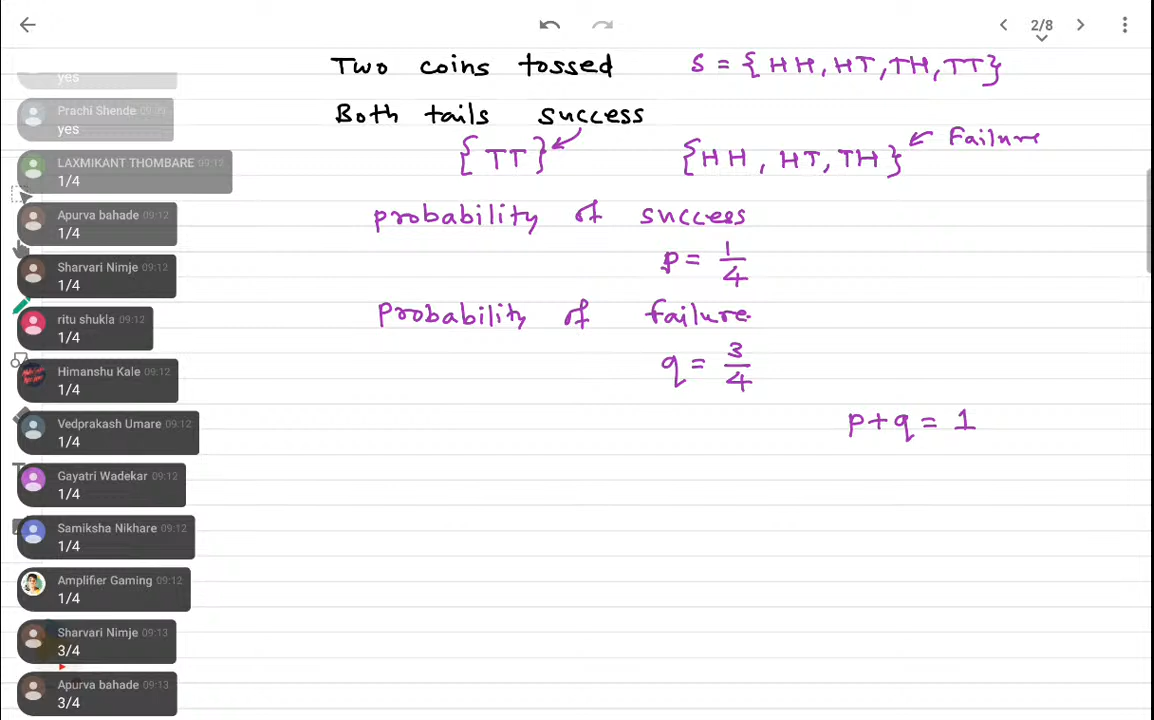 2/8
Two coins tossed S = {HH, HT, TH, TT}
Both tails success
{TT} {HH, HT, TH} Failure
probability of success
p = 1/4
Probability of failure
q = 3/4
p+q = 1
yes
Prachi Shende
yes
LAXMIKANT THOMBARE 09:12
1/4
Apurva bahade 09:12
1/4
Sharvari Nimje 09:12
1/4
ritu shukla 09:12
1/4
Himanshu Kale 09:12
1/4
Vedprakash Umare 09:12
1/4
Gayatri Wadekar 09:12
1/4
Samiksha Nikhare 09:12
1/4
Amplifier Gaming 09:12
1/4
Sharvari Nimje 09:13
3/4
Apurva bahade 09:13
3/4